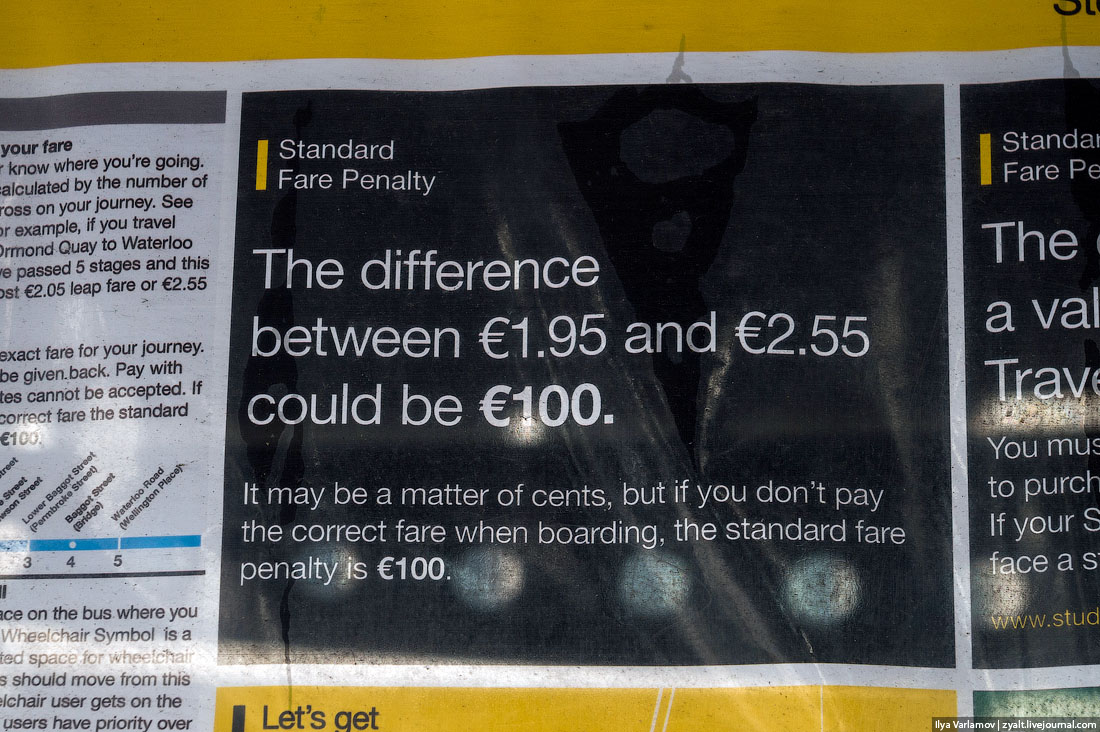 your fare
know where you're going.
calculated by the number of
on your journey. See
example, if you travel
Ormond Quay to Waterloo
passed 5 stages and this
€2.05 leap fare or €2.55
exact fare for your journey.
be given.back. Pay with
cannot be accepted. If
correct fare the standard
€100.
Lower Baggot Street
(Pembroke Street)
Baggot Street
(Bridge)
Waterloo Road
(Wellington Place)
3 4 5
on the bus where you
Wheelchair Symbol is a
space for wheelchair
should move from this
user gets on the
users have priority over
Standard
Fare Penalty
The difference
between €1.95 and €2.55
could be €100.
It may be a matter of cents, but if you don't pay
the correct fare when boarding, the standard fare
penalty is €100.
Let's get
Standar
Fare Pe
The
a val
Trave
You mus
to purch
If your S
face a s
www.stud
Ilya Varlamov | zyalt.livejournal.com